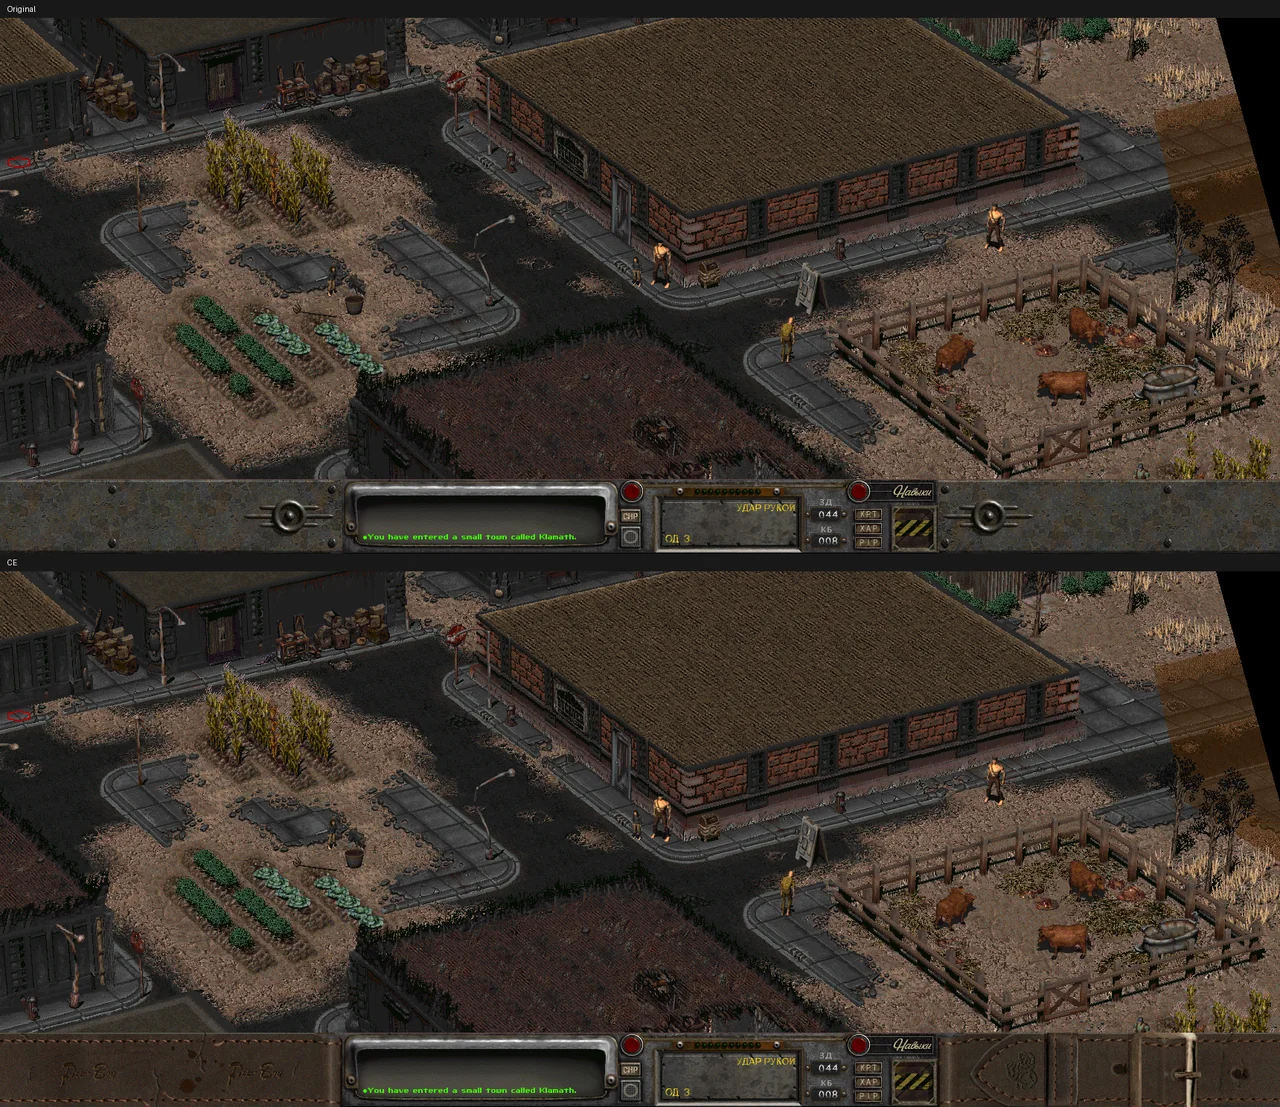 Original
•You have entered a small town called Klamath.
СНР
УДАР РУКОЙ
ОД 3
ЗД
044
КБ
008
Навыки
КРТ
ХАР
PIP
CE
•You have entered a small town called Klamath.
СНР
УДАР РУКОЙ
ОД 3
ЗД
044
КБ
008
Навыки
КРТ
ХАР
PIP